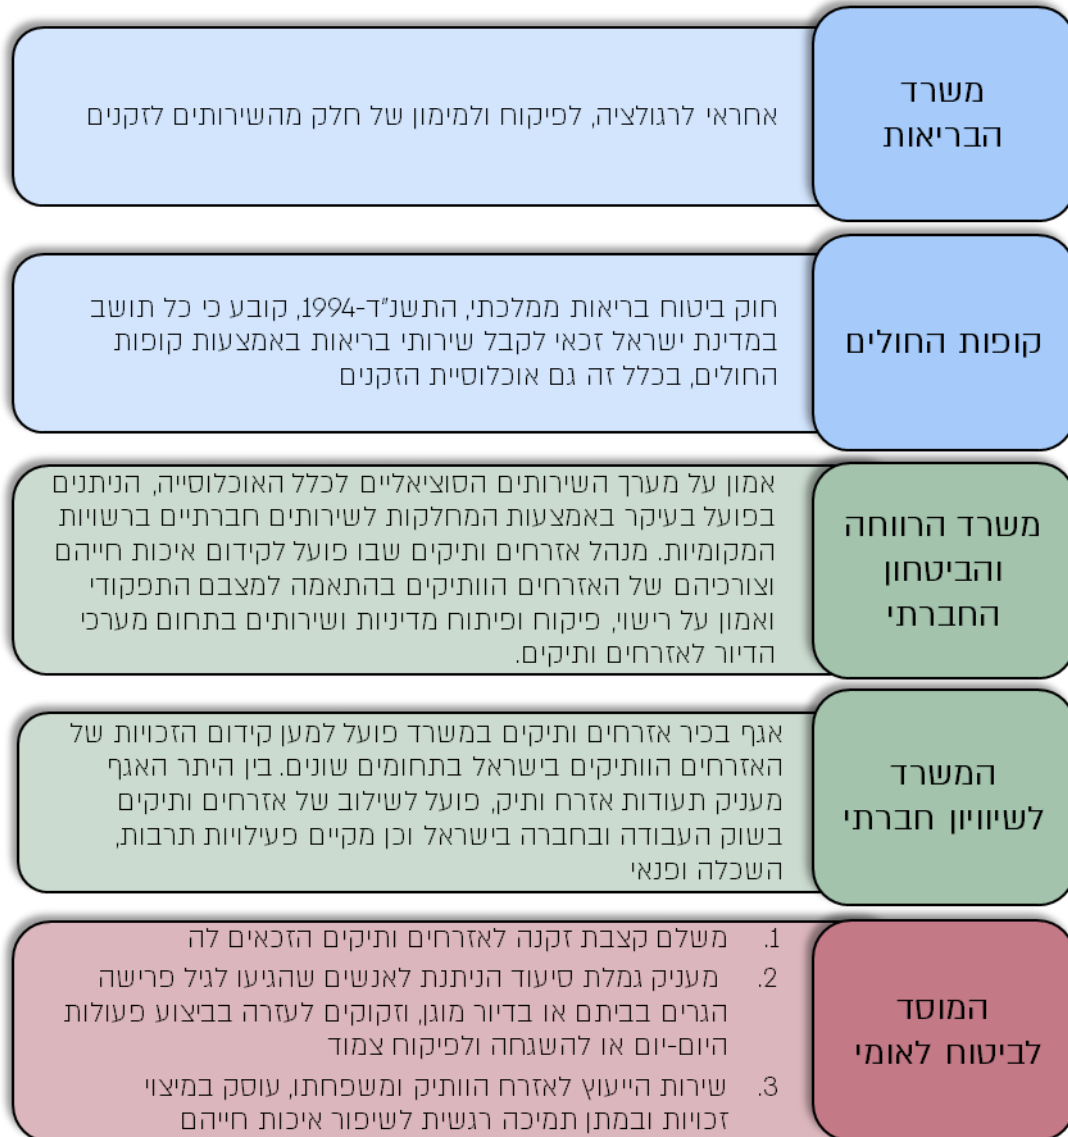 משרד
הבריאות
אחראי לרגולציה, לפיקוח ולמימון של חלק מהשירותים לזקנים
קופות החולים
חוק ביטוח בריאות ממלכתי, התשנ"ד-1994, קובע כי כל תושב
במדינת ישראל זכאי לקבל שירותי בריאות באמצעות קופות
החולים, בכלל זה גם אוכלוסיית הזקנים
משרד הרווחה
והביטחון
החברתי
אמון על מערך השירותים הסוציאליים לכלל האוכלוסייה, הניתנים
בפועל בעיקר באמצעות המחלקות לשירותים חברתיים ברשויות
המקומיות. מנהל אזרחים ותיקים שבו פועל לקידום איכות חייהם
וצורכיהם של האזרחים הוותיקים בהתאמה למצבם התפקודי
ואמון על רישוי, פיקוח ופיתוח מדיניות ושירותים בתחום מערכי
הדיור לאזרחים ותיקים.
המשרד
לשיוויון חברתי
אגף בכיר אזרחים ותיקים במשרד פועל למען קידום הזכויות של
האזרחים הוותיקים בישראל בתחומים שונים. בין היתר האגף
מעניק תעודות אזרח ותיק, פועל לשילוב של אזרחים ותיקים
בשוק העבודה ובחברה בישראל וכן מקיים פעילויות תרבות,
השכלה ופנאי
המוסד
לביטוח לאומי
1. משלם קצבת זקנה לאזרחים ותיקים הזכאים לה
2. מעניק גמלת סיעוד הניתנת לאנשים שהגיעו לגיל פרישה
הגרים בביתם או בדיור מוגן, וזקוקים לעזרה בביצוע פעולות
היום-יום או להשגחה ולפיקוח צמוד
3. שירות הייעוץ לאזרח הוותיק ומשפחתו, עוסק במיצוי
זכויות ובמתן תמיכה רגשית לשיפור איכות חייהם